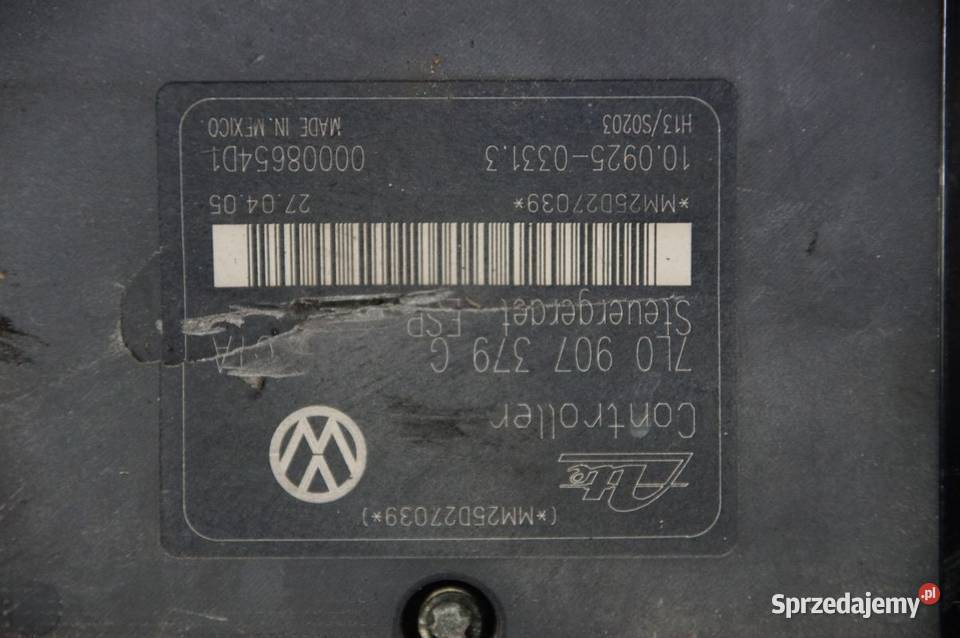 (*MM25D27039*)
Ate
Controller
7L0 907 379 G
Steuergeraet ESP
*MM25D27039* 27.04.05
10.0925-0331.3 00008654D1
H13/S0203 MADE IN. MEXICO.
Sprzedajemy.pl